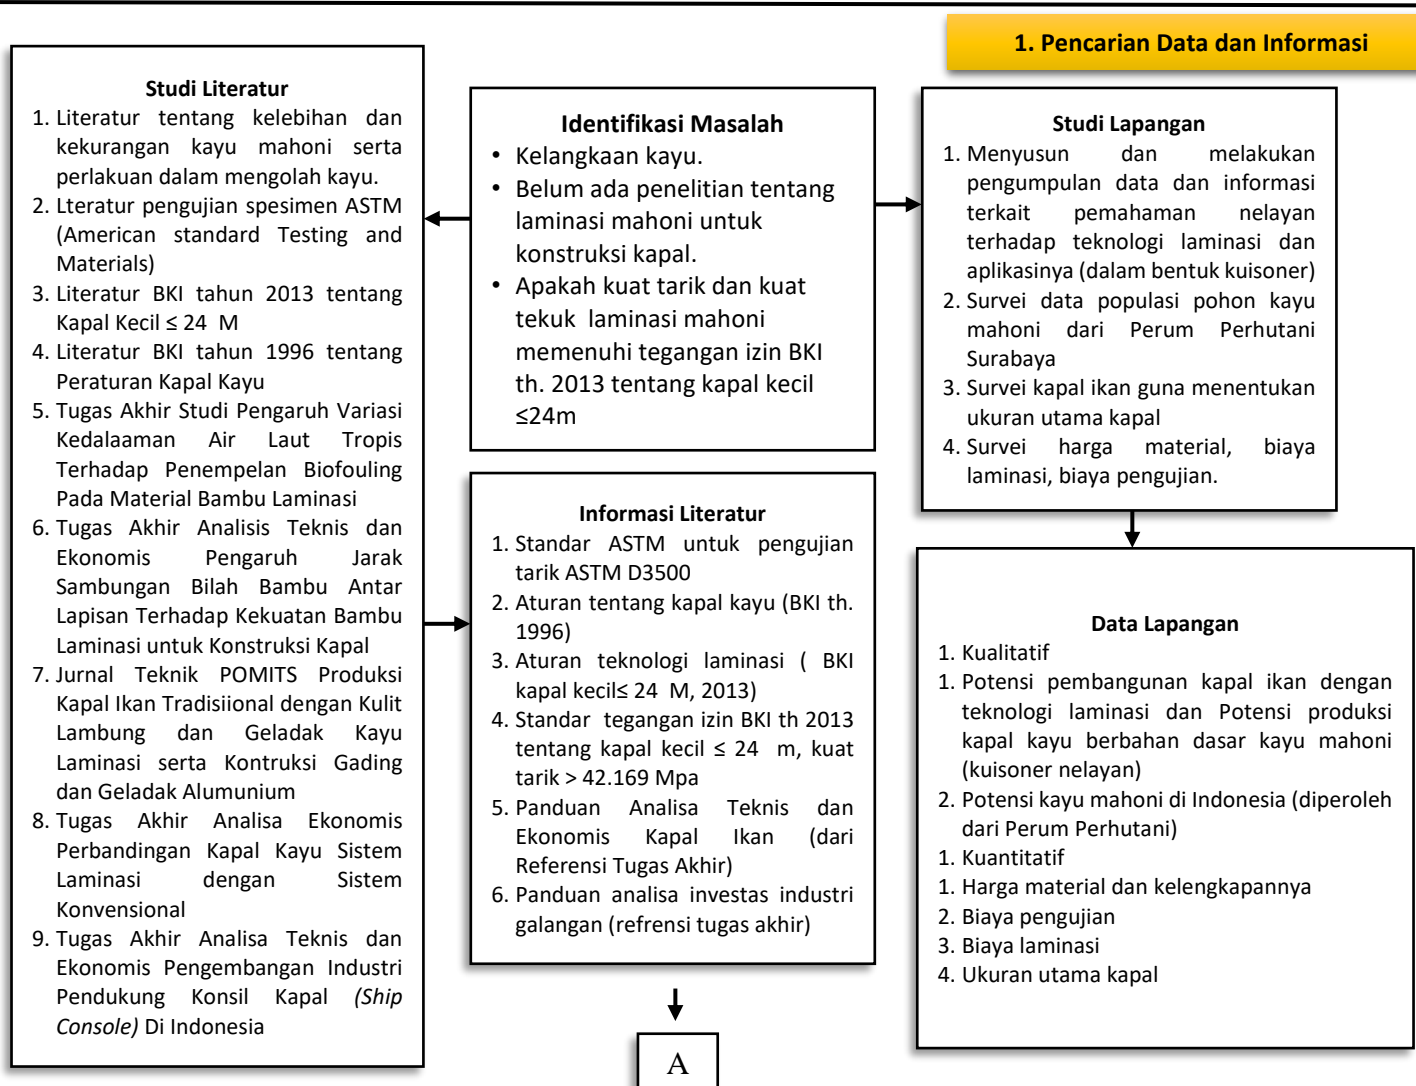 1. Pencarian Data dan Informasi
Studi Literatur
1. Literatur tentang kelebihan dan
kekurangan kayu mahoni serta
perlakuan dalam mengolah kayu.
2. Lteratur pengujian spesimen ASTM
(American standard Testing and
Materials)
3. Literatur BKI tahun 2013 tentang
Kapal Kecil ≤ 24 M
4. Literatur BKI tahun 1996 tentang
Peraturan Kapal Kayu
5. Tugas Akhir Studi Pengaruh Variasi
Kedalaaman Air Laut Tropis
Terhadap Penempelan Biofouling
Pada Material Bambu Laminasi
6. Tugas Akhir Analisis Teknis dan
Ekonomis Pengaruh Jarak
Sambungan Bilah Bambu Antar
Lapisan Terhadap Kekuatan Bambu
Laminasi untuk Konstruksi Kapal
7. Jurnal Teknik POMITS Produksi
Kapal Ikan Tradisiional dengan Kulit
Lambung dan Geladak Kayu
Laminasi serta Kontruksi Gading
dan Geladak Alumunium
8. Tugas Akhir Analisa Ekonomis
Perbandingan Kapal Kayu Sistem
Laminasi dengan Sistem
Konvensional
9. Tugas Akhir Analisa Teknis dan
Ekonomis Pengembangan Industri
Pendukung Konsil Kapal (Ship
Console) Di Indonesia
Identifikasi Masalah
• Kelangkaan kayu.
• Belum ada penelitian tentang
laminasi mahoni untuk
konstruksi kapal.
• Apakah kuat tarik dan kuat
tekuk laminasi mahoni
memenuhi tegangan izin BKI
th. 2013 tentang kapal kecil
≤24m
Informasi Literatur
1. Standar ASTM untuk pengujian
tarik ASTM D3500
2. Aturan tentang kapal kayu (BKI th.
1996)
3. Aturan teknologi laminasi ( BKI
kapal kecil≤ 24 M, 2013)
4. Standar tegangan izin BKI th 2013
tentang kapal kecil ≤ 24 m, kuat
tarik > 42.169 Mpa
5. Panduan Analisa Teknis dan
Ekonomis Kapal Ikan (dari
Referensi Tugas Akhir)
6. Panduan analisa investas industri
galangan (refrensi tugas akhir)
A
Studi Lapangan
1. Menyusun dan melakukan
pengumpulan data dan informasi
terkait pemahaman nelayan
terhadap teknologi laminasi dan
aplikasinya (dalam bentuk kuisoner)
2. Survei data populasi pohon kayu
mahoni dari Perum Perhutani
Surabaya
3. Survei kapal ikan guna menentukan
ukuran utama kapal
4. Survei harga material, biaya
laminasi, biaya pengujian.
Data Lapangan
1. Kualitatif
1. Potensi pembangunan kapal ikan dengan
teknologi laminasi dan Potensi produksi
kapal kayu berbahan dasar kayu mahoni
(kuisoner nelayan)
2. Potensi kayu mahoni di Indonesia (diperoleh
dari Perum Perhutani)
1. Kuantitatif
1. Harga material dan kelengkapannya
2. Biaya pengujian
3. Biaya laminasi
4. Ukuran utama kapal